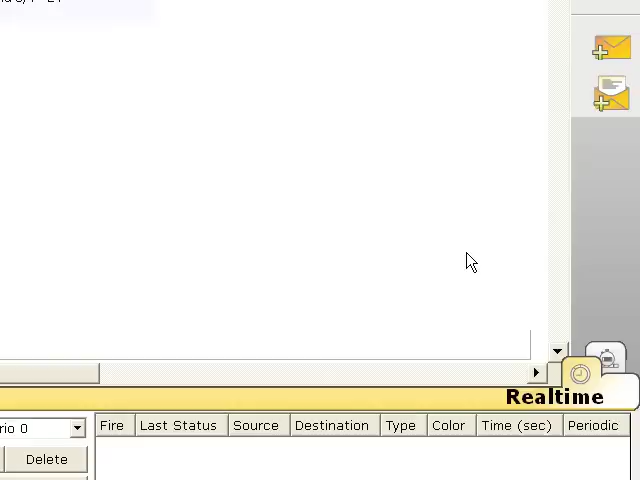 Realtime
rio 0
Fire Last Status Source Destination Type Color Time (sec) Periodic
Delete